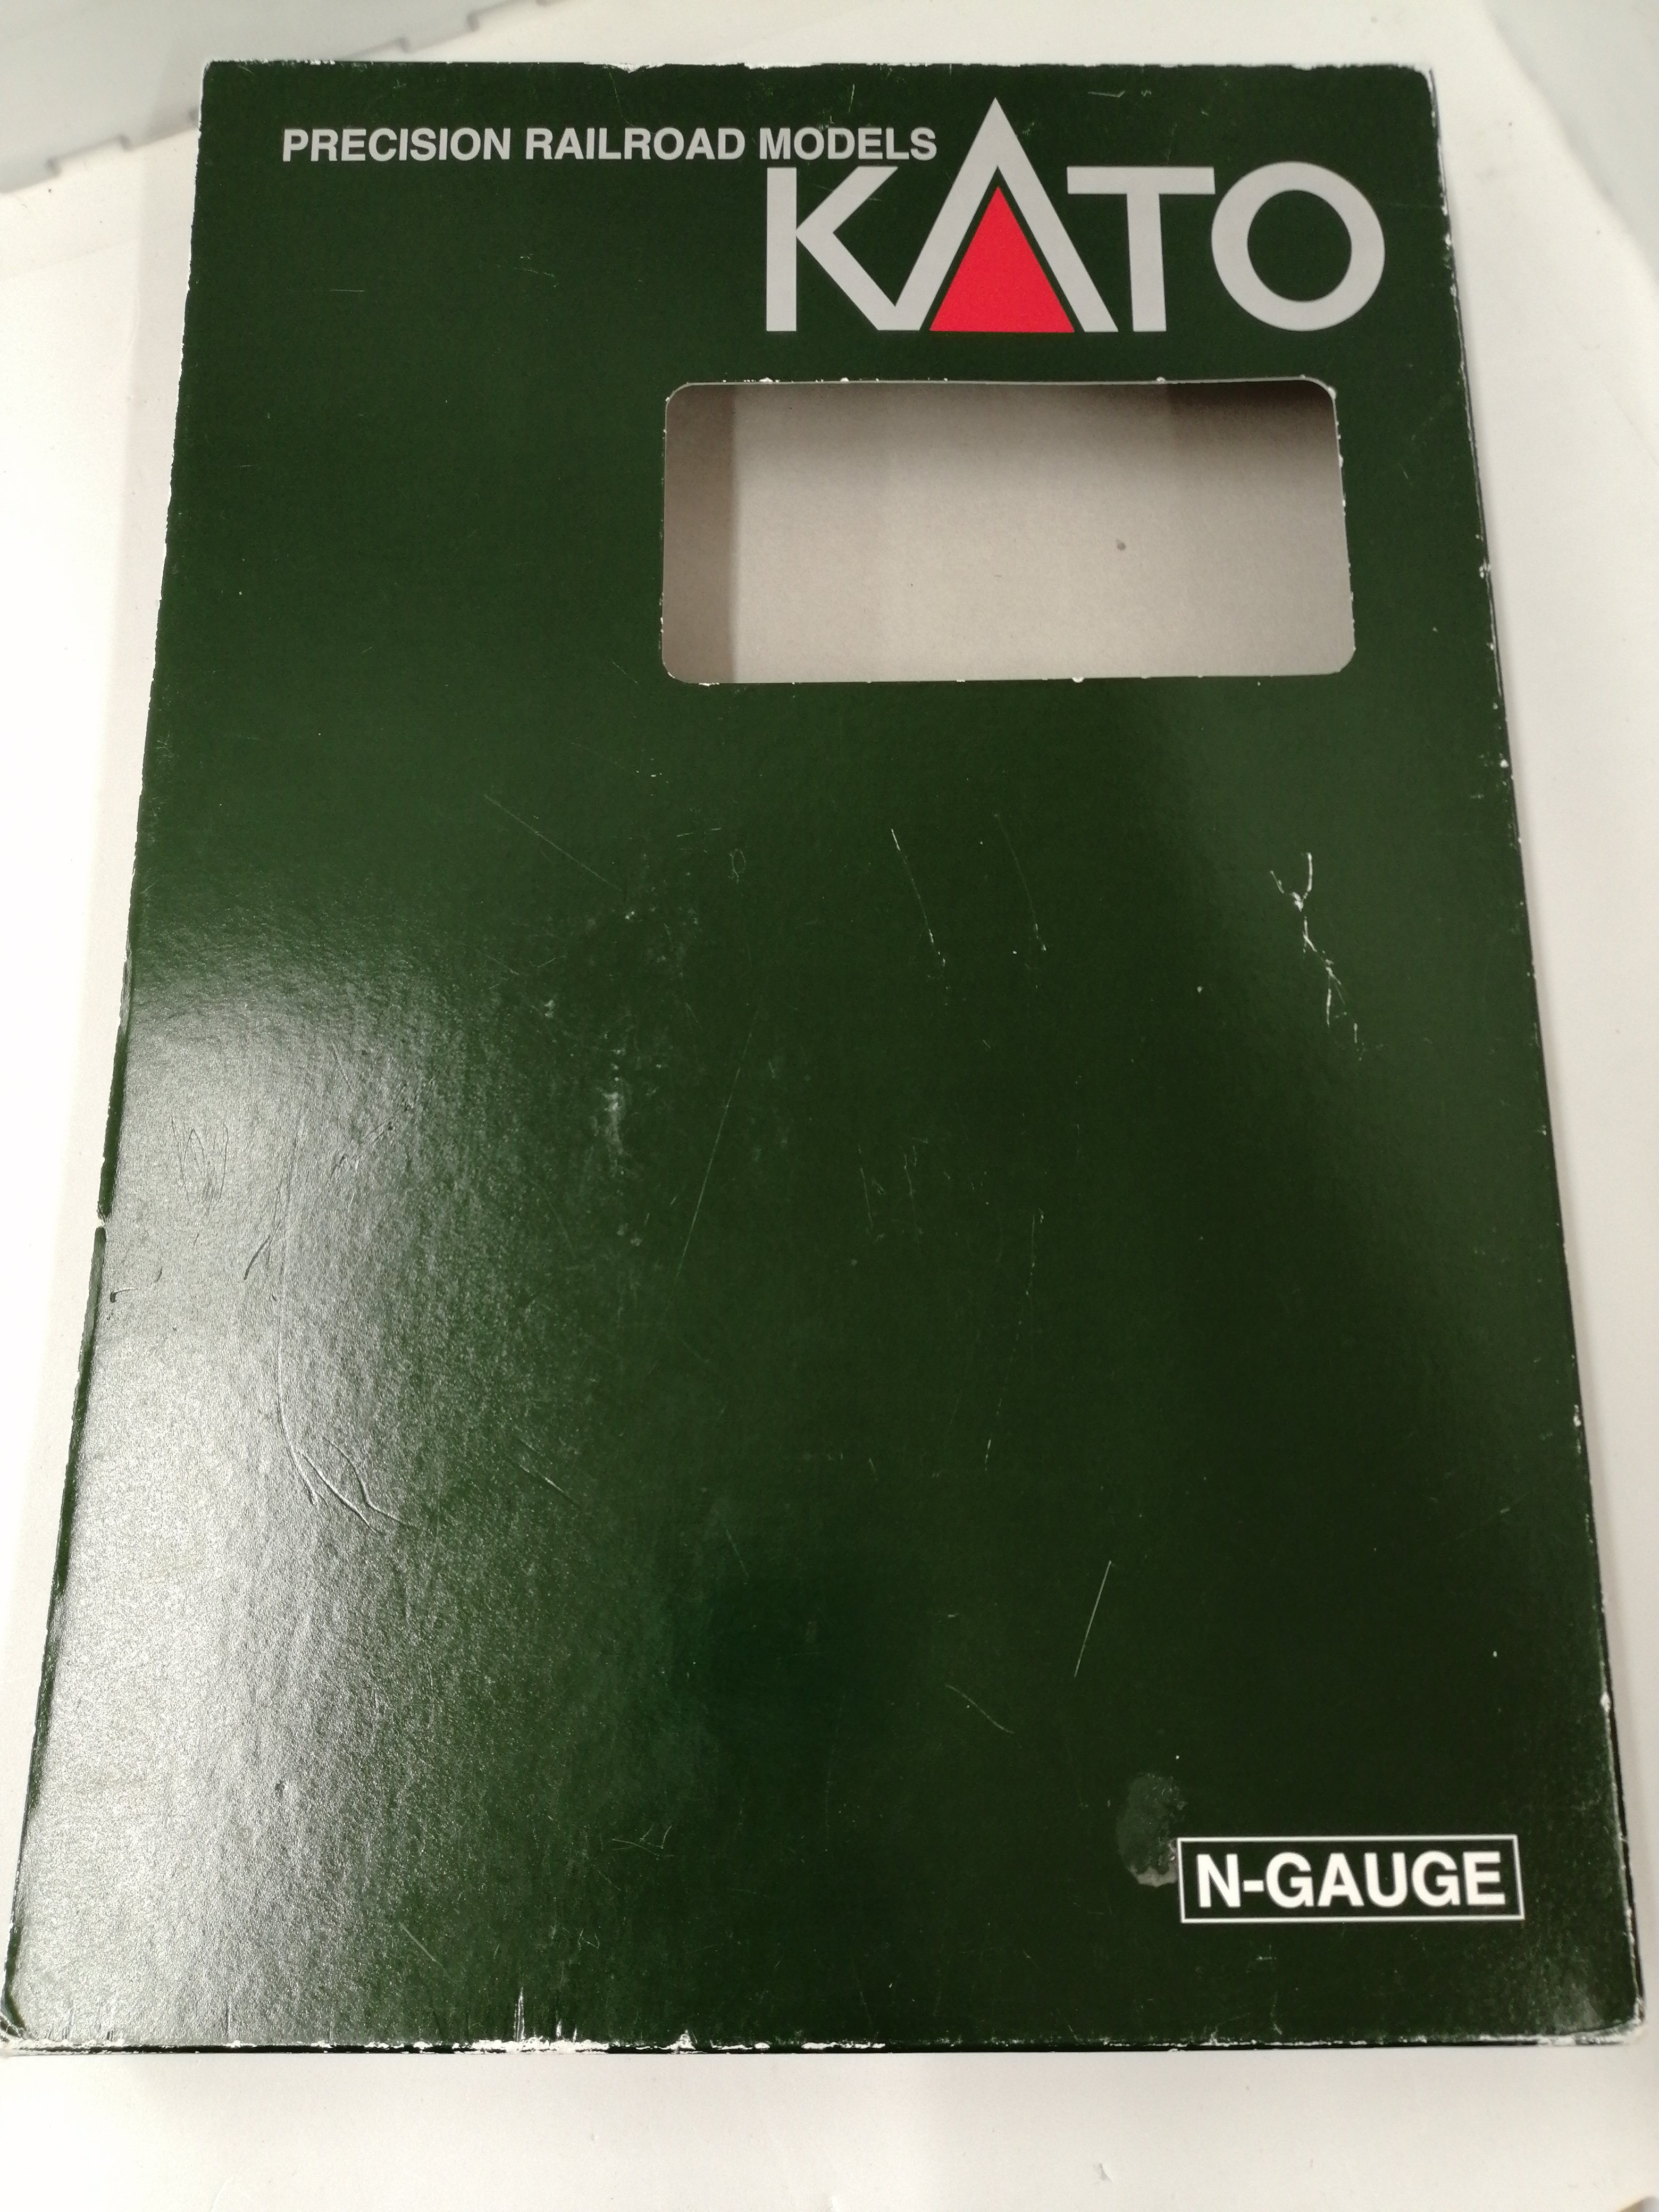 PRECISION RAILROAD MODELS
KATO
N-GAUGE